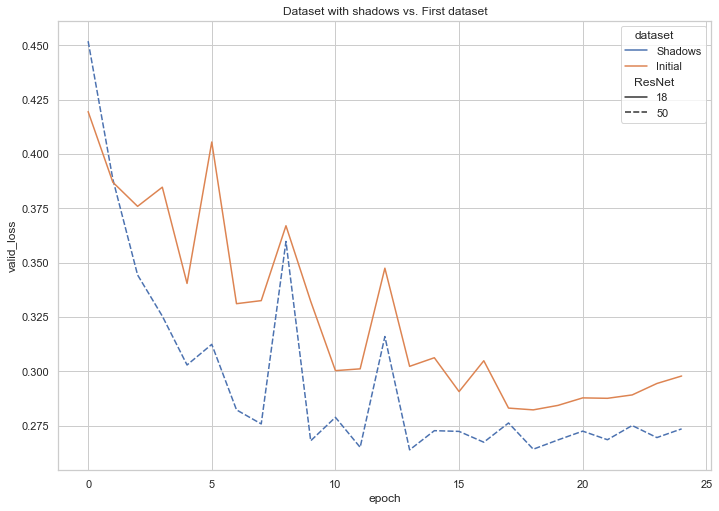 Dataset with shadows vs. First dataset
dataset
Shadows
Initial
ResNet
18
50
valid_loss
0.450
0.425
0.400
0.375
0.350
0.325
0.300
0.275
0
5
10
15
20
25
epoch